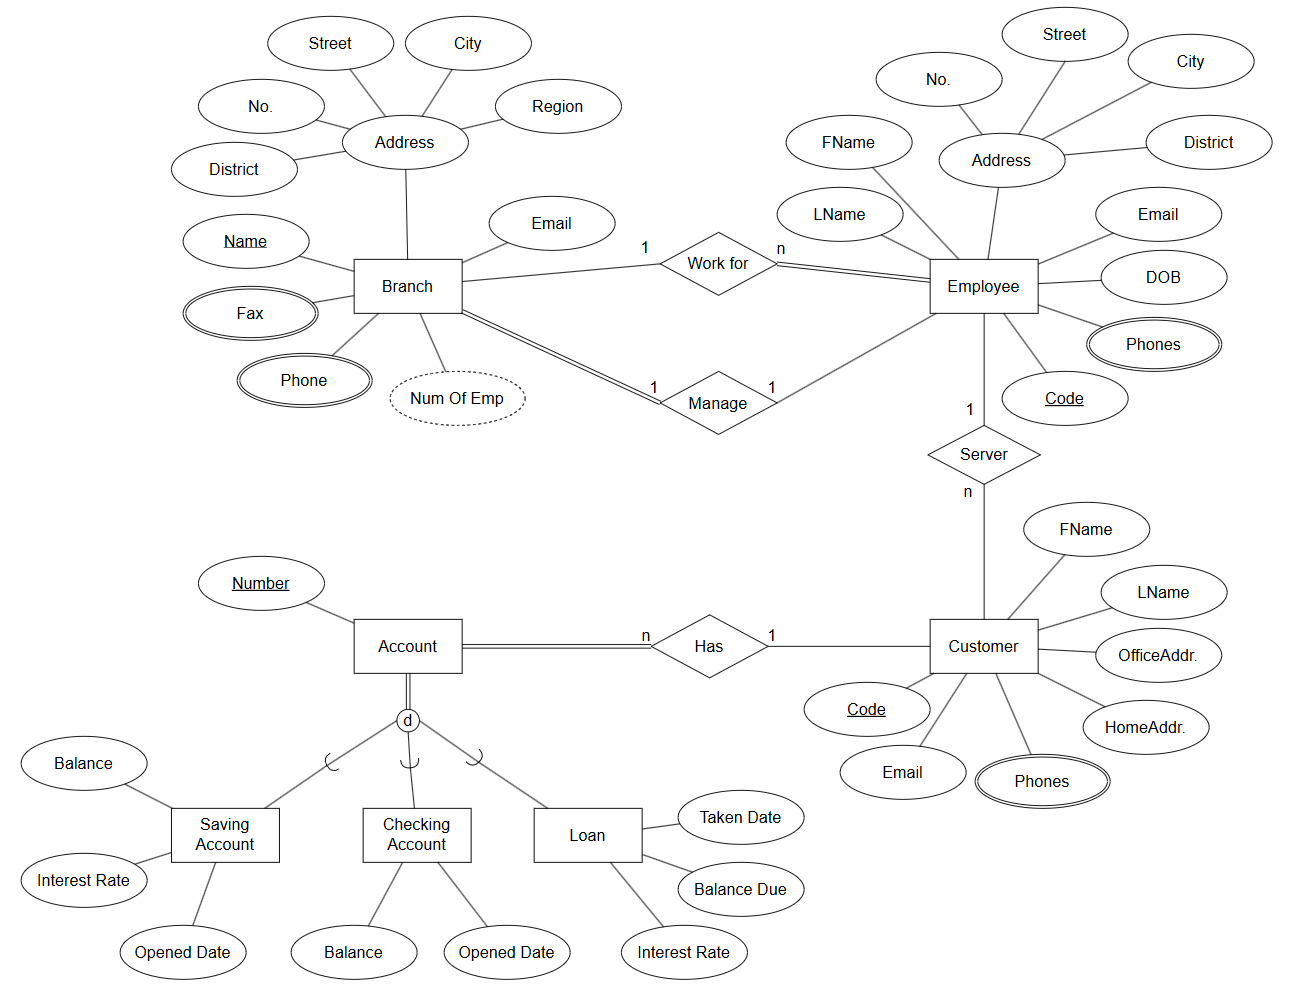 Street
City
No.
Region
Address
District
Name
Email
Branch
Fax
Phone
Num Of Emp
1
Work for
n
1
Manage
1
Street
City
No.
FName
District
Address
LName
Email
DOB
Employee
Phones
Code
1
Server
n
FName
LName
OfficeAddr.
Customer
HomeAddr.
Code
Email
Phones
Number
Account
n
Has
1
d
Balance
Saving
Account
Interest Rate
Opened Date
Checking
Account
Balance
Opened Date
Loan
Taken Date
Balance Due
Interest Rate